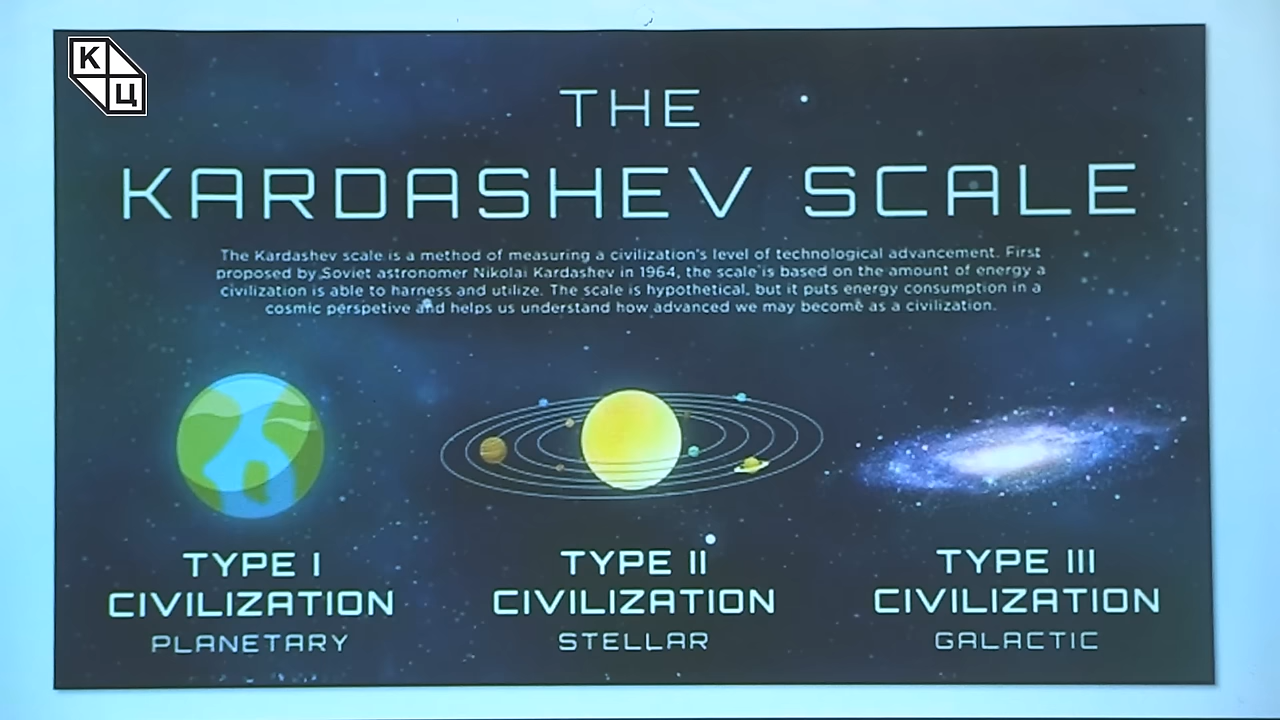 К
Ц
THE
KARDASHEV SCALE
The Kardashev scale is a method of measuring a civilization's level of technological advancement. First
proposed by Soviet astronomer Nikolai Kardashev in 1964, the scale is based on the amount of energy a
civilization is able to harness and utilize. The scale is hypothetical, but it puts energy consumption in a
cosmic perspetive and helps us understand how advanced we may become as a civilization.
TYPE I
CIVILIZATION
PLANETARY
TYPE II
CIVILIZATION
STELLAR
TYPE III
CIVILIZATION
GALACTIC